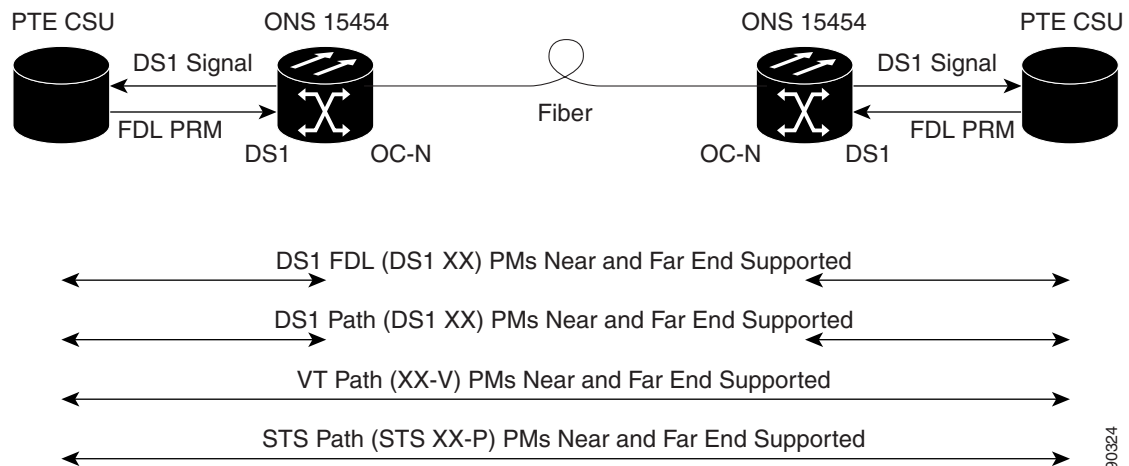 PTE CSU
ONS 15454
ONS 15454
PTE CSU
DS1 Signal
DS1 Signal
Fiber
FDL PRM
FDL PRM
DS1
OC-N
OC-N
DS1
DS1 FDL (DS1 XX) PMs Near and Far End Supported
DS1 Path (DS1 XX) PMs Near and Far End Supported
VT Path (XX-V) PMs Near and Far End Supported
STS Path (STS XX-P) PMs Near and Far End Supported
90324